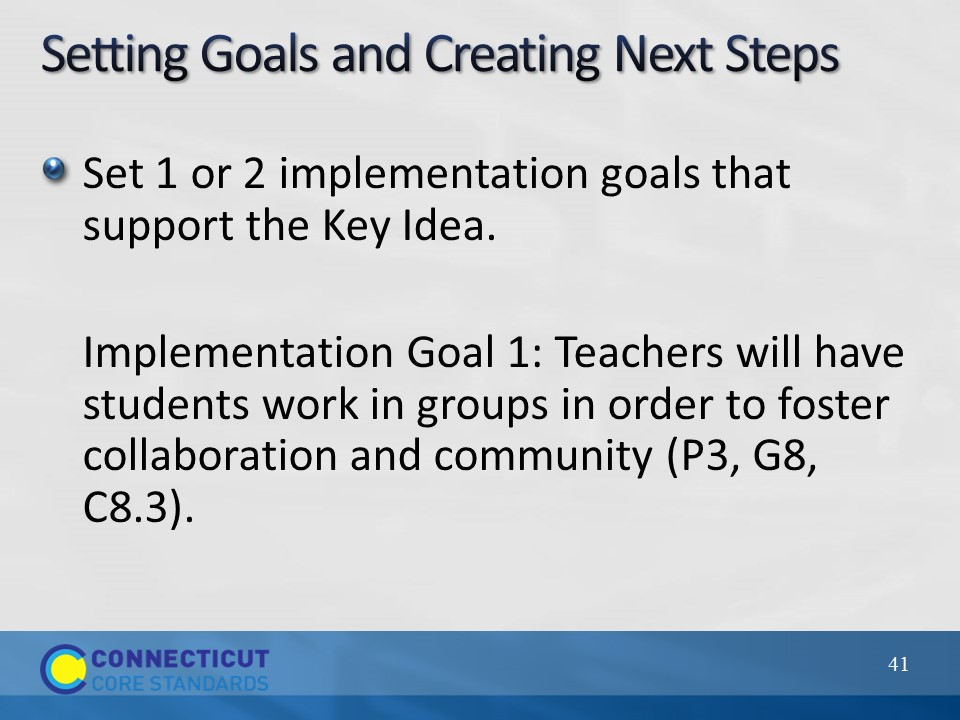 Setting Goals and Creating Next Steps
Set 1 or 2 implementation goals that
support the Key Idea.
Implementation Goal 1: Teachers will have
students work in groups in order to foster
collaboration and community (P3, G8,
C8.3).
CONNECTICUT
CORE STANDARDS
41